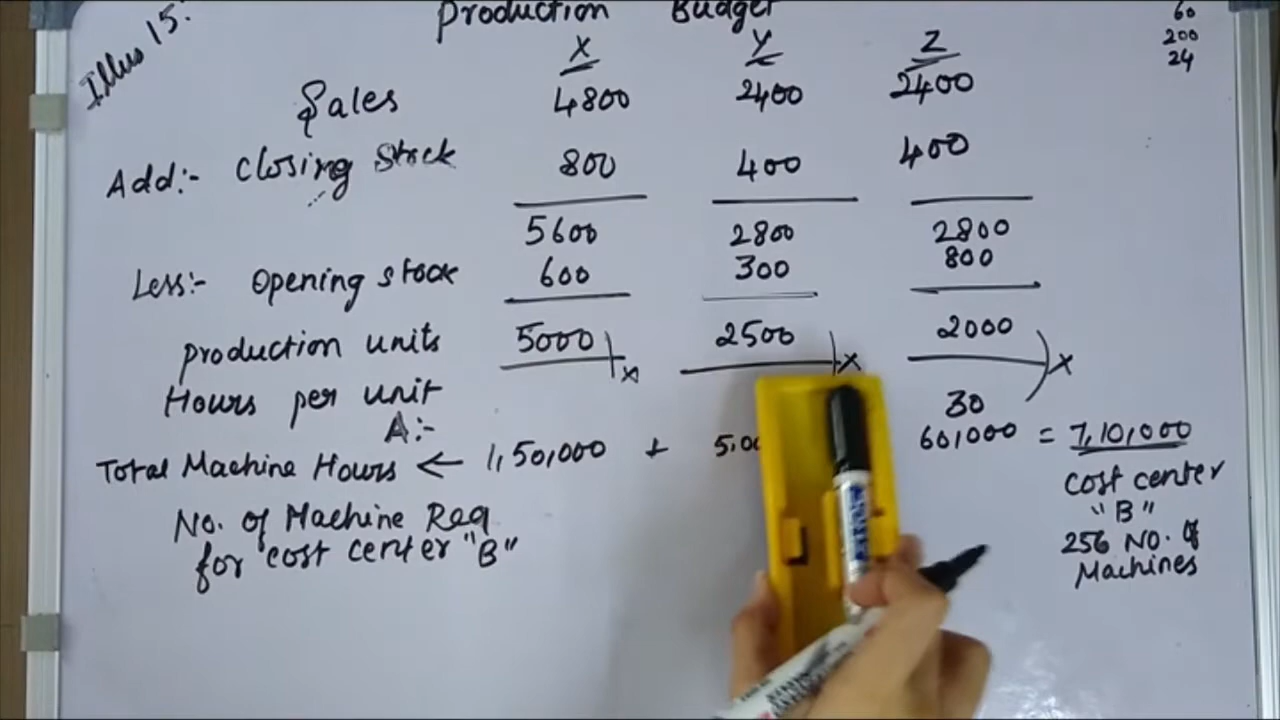 Illus 15:
Production Budget
X Y Z
60
200
24
Sales 4800 2400 2400
Add:- Closing Stock 800 400 400
5600 2800 2800
Less:- Opening stock 600 300 800
production units 5000 x 2500 x 2000 x
Hours per unit 30
A:-
Total Machine Hours ← 1,50,000 + 60,000 = 7,10,000
No. of Machine Req
for cost center "B"
cost center
"B"
256 No. of
Machines